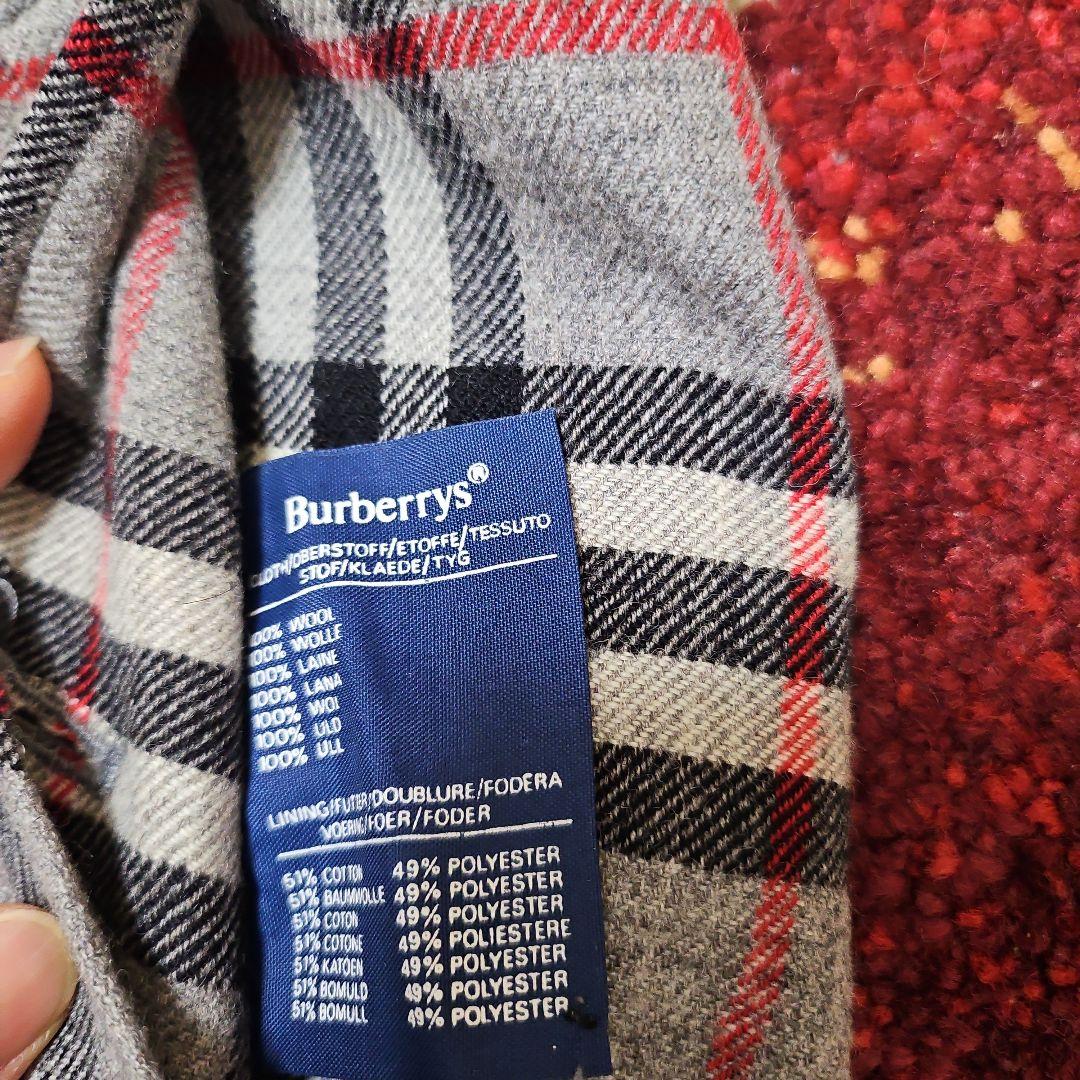 Burberrys®
CLOTH/OBERSTOFF/ETOFFE/TESSUTO
STOF/KLAEDE/TYG
100% WOOL
100% WOLLE
100% LAINE
100% LANA
100% WOl
100% ULD
100% ULL
LINING/FUTTER/DOUBLURE/FODERA
VOERING/FOER/FODER
51% COTTON 49% POLYESTER
51% BAUMWOLLE 49% POLYESTER
51% COTON 49% POLYESTER
51% COTONE 49% POLIESTERE
51% KATOEN 49% POLYESTER
51% BOMULD 49% POLYESTER
51% BOMULL 49% POLYESTER